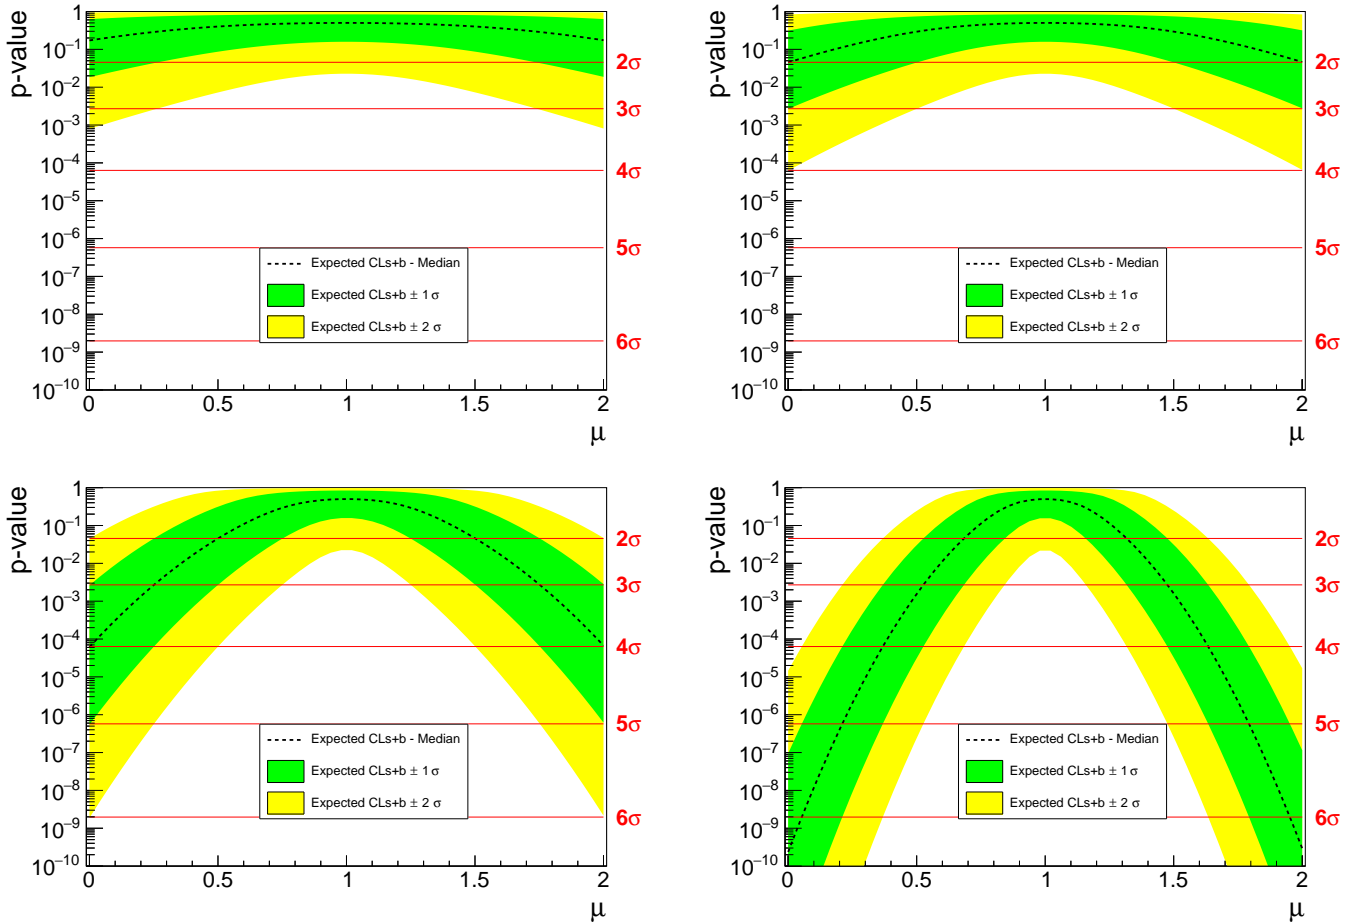 p-value
1
10⁻¹
10⁻²
10⁻³
10⁻⁴
10⁻⁵
10⁻⁶
10⁻⁷
10⁻⁸
10⁻⁹
10⁻¹⁰
2σ
3σ
4σ
5σ
6σ
Expected CLs+b - Median
Expected CLs+b ± 1 σ
Expected CLs+b ± 2 σ
0 0.5 1 1.5 2
μ
p-value
1
10⁻¹
10⁻²
10⁻³
10⁻⁴
10⁻⁵
10⁻⁶
10⁻⁷
10⁻⁸
10⁻⁹
10⁻¹⁰
2σ
3σ
4σ
5σ
6σ
Expected CLs+b - Median
Expected CLs+b ± 1 σ
Expected CLs+b ± 2 σ
0 0.5 1 1.5 2
μ
p-value
1
10⁻¹
10⁻²
10⁻³
10⁻⁴
10⁻⁵
10⁻⁶
10⁻⁷
10⁻⁸
10⁻⁹
10⁻¹⁰
2σ
3σ
4σ
5σ
6σ
Expected CLs+b - Median
Expected CLs+b ± 1 σ
Expected CLs+b ± 2 σ
0 0.5 1 1.5 2
μ
p-value
1
10⁻¹
10⁻²
10⁻³
10⁻⁴
10⁻⁵
10⁻⁶
10⁻⁷
10⁻⁸
10⁻⁹
10⁻¹⁰
2σ
3σ
4σ
5σ
6σ
Expected CLs+b - Median
Expected CLs+b ± 1 σ
Expected CLs+b ± 2 σ
0 0.5 1 1.5 2
μ